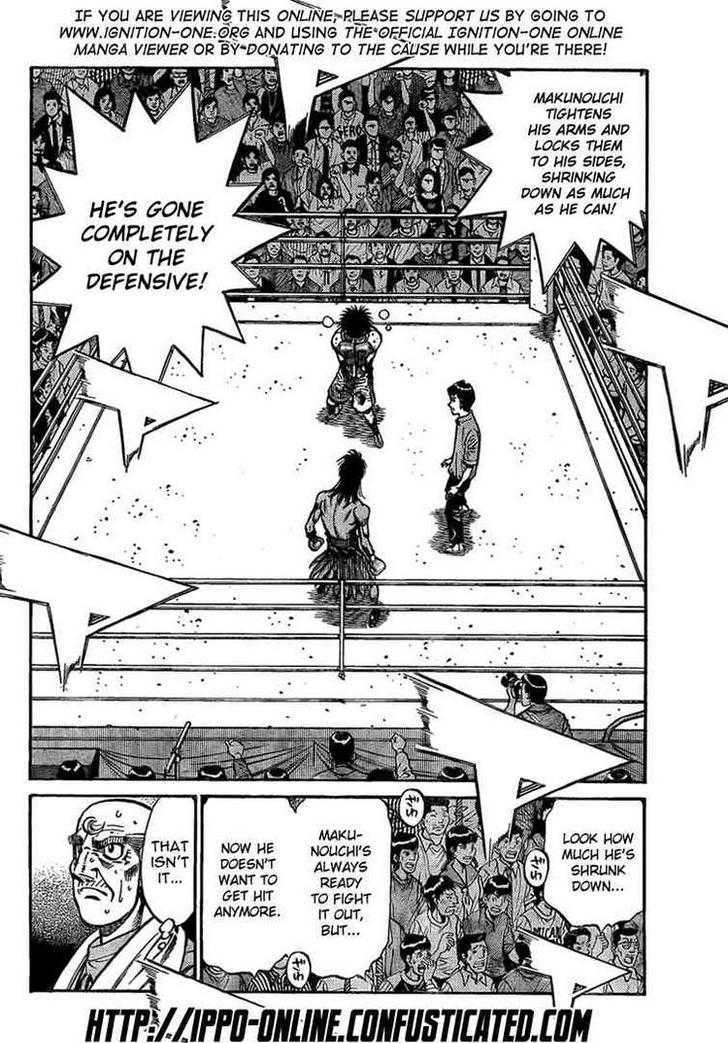 IF YOU ARE VIEWING THIS ONLINE, PLEASE SUPPORT US BY GOING TO
WWW.IGNITION-ONE.ORG AND USING THE OFFICIAL IGNITION-ONE ONLINE
MANGA VIEWER OR BY DONATING TO THE CAUSE WHILE YOU'RE THERE!
MAKUNOUCHI
TIGHTENS
HIS ARMS AND
LOCKS THEM
TO HIS SIDES,
SHRINKING
DOWN AS MUCH
AS HE CAN!
HE'S GONE
COMPLETELY
ON THE
DEFENSIVE!
LOOK HOW
MUCH HE'S
SHRUNK
DOWN...
MAKU-
NOUCHI'S
ALWAYS
READY
TO FIGHT
IT OUT,
BUT...
NOW HE
DOESN'T
WANT TO
GET HIT
ANYMORE.
THAT
ISN'T
IT...
HTTP://IPPO-ONLINE.CONFUSTICATED.COM